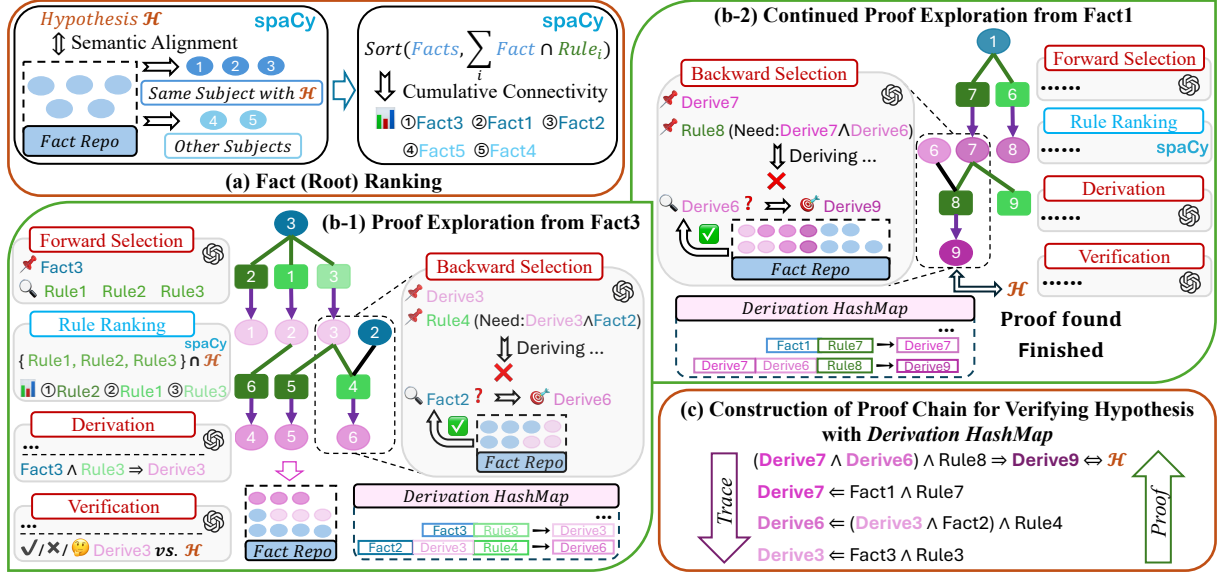 Hypothesis ℋ
spaCy
Semantic Alignment
1 2 3
Same Subject with ℋ
4 5
Other Subjects
Fact Repo
spaCy
Sort(Facts, ∑ Fact ∩ Rule_i)
i
Cumulative Connectivity
①Fact3 ②Fact1 ③Fact2
④Fact5 ⑤Fact4
(a) Fact (Root) Ranking
(b-1) Proof Exploration from Fact3
Forward Selection
Fact3
Rule1 Rule2 Rule3
Rule Ranking
spaCy
{ Rule1, Rule2, Rule3 } ∩ ℋ
①Rule2 ②Rule1 ③Rule3
Derivation
...
Fact3 ∧ Rule3 ⇒ Derive3
Verification
...
✔/✖/🤔 Derive3 vs. ℋ
3
2 1 3
1 2 3 2
6 5 4
4 5 6
Fact Repo
Backward Selection
Derive3
Rule4 (Need:Derive3∧Fact2)
Deriving ...
Fact2 ? ⇒ Derive6
Fact Repo
Derivation HashMap
...
Fact3 Rule3 → Derive3
Fact2 Derive3 Rule4 → Derive6
(b-2) Continued Proof Exploration from Fact1
Backward Selection
Derive7
Rule8 (Need:Derive7∧Derive6)
Deriving ...
Derive6 ? ⇒ Derive9
Fact Repo
1
7 6
6 7 8
8 9
9
ℋ
Forward Selection
......
Rule Ranking
......
spaCy
Derivation
......
Verification
......
Derivation HashMap
...
Fact1 Rule7 → Derive7
Derive7 Derive6 Rule8 → Derive9
Proof found
Finished
(c) Construction of Proof Chain for Verifying Hypothesis
with Derivation HashMap
Trace
(Derive7 ∧ Derive6) ∧ Rule8 ⇒ Derive9 ⇔ ℋ
Derive7 ⇐ Fact1 ∧ Rule7
Derive6 ⇐ (Derive3 ∧ Fact2) ∧ Rule4
Derive3 ⇐ Fact3 ∧ Rule3
Proof